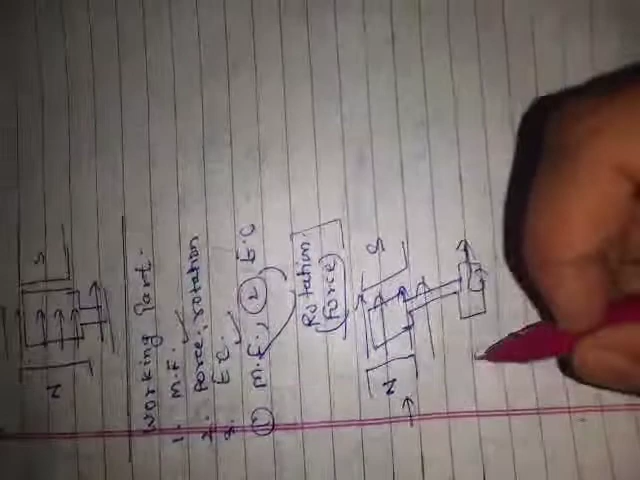 N S
Working Part.
1. M.F.
2. Force, rotation
3. E.C.
① M.F., ② E.C
Rotation.
(Force)
N S